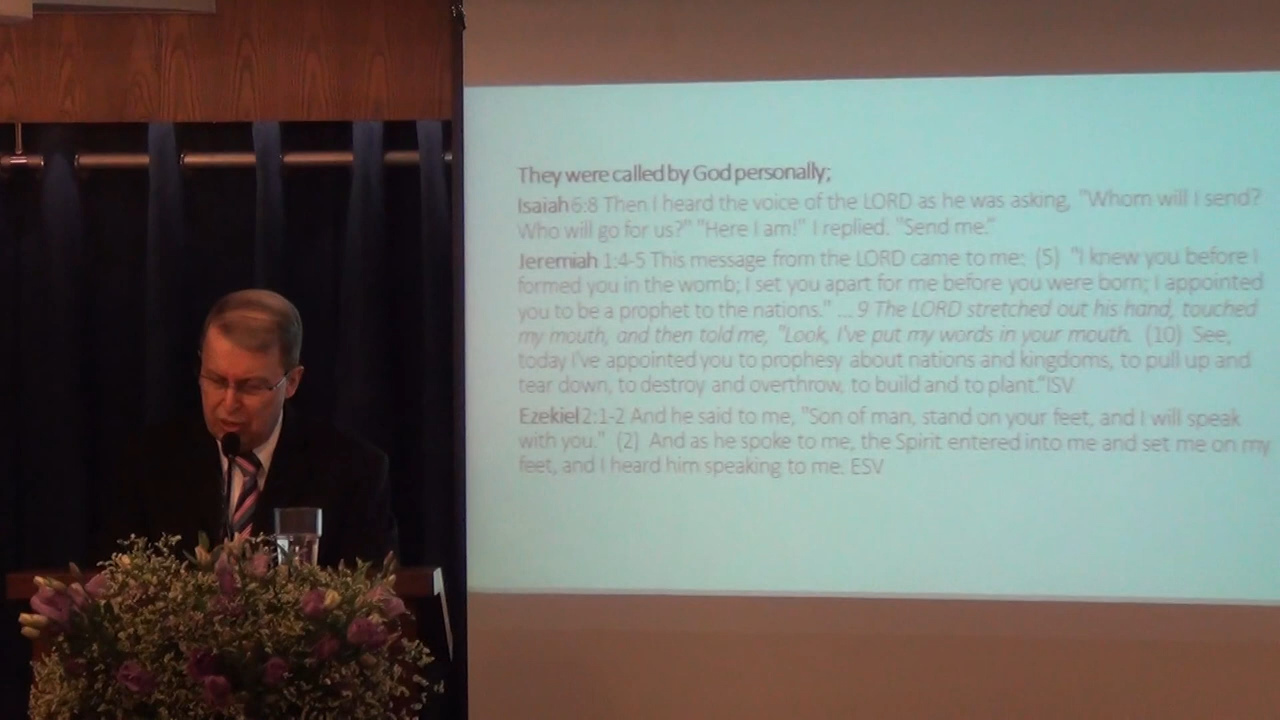 They were called by God personally;
Isaiah 6:8 Then I heard the voice of the LORD as he was asking, "Whom will I send?
Who will go for us?" "Here I am!" I replied. "Send me."
Jeremiah 1:4-5 This message from the LORD came to me: (5) "I knew you before I
formed you in the womb; I set you apart for me before you were born; I appointed
you to be a prophet to the nations." ... 9 The LORD stretched out his hand, touched
my mouth, and then told me, "Look, I've put my words in your mouth. (10) See,
today I've appointed you to prophesy about nations and kingdoms, to pull up and
tear down, to destroy and overthrow, to build and to plant."ISV
Ezekiel 2:1-2 And he said to me, "Son of man, stand on your feet, and I will speak
with you." (2) And as he spoke to me, the Spirit entered into me and set me on my
feet, and I heard him speaking to me. ESV